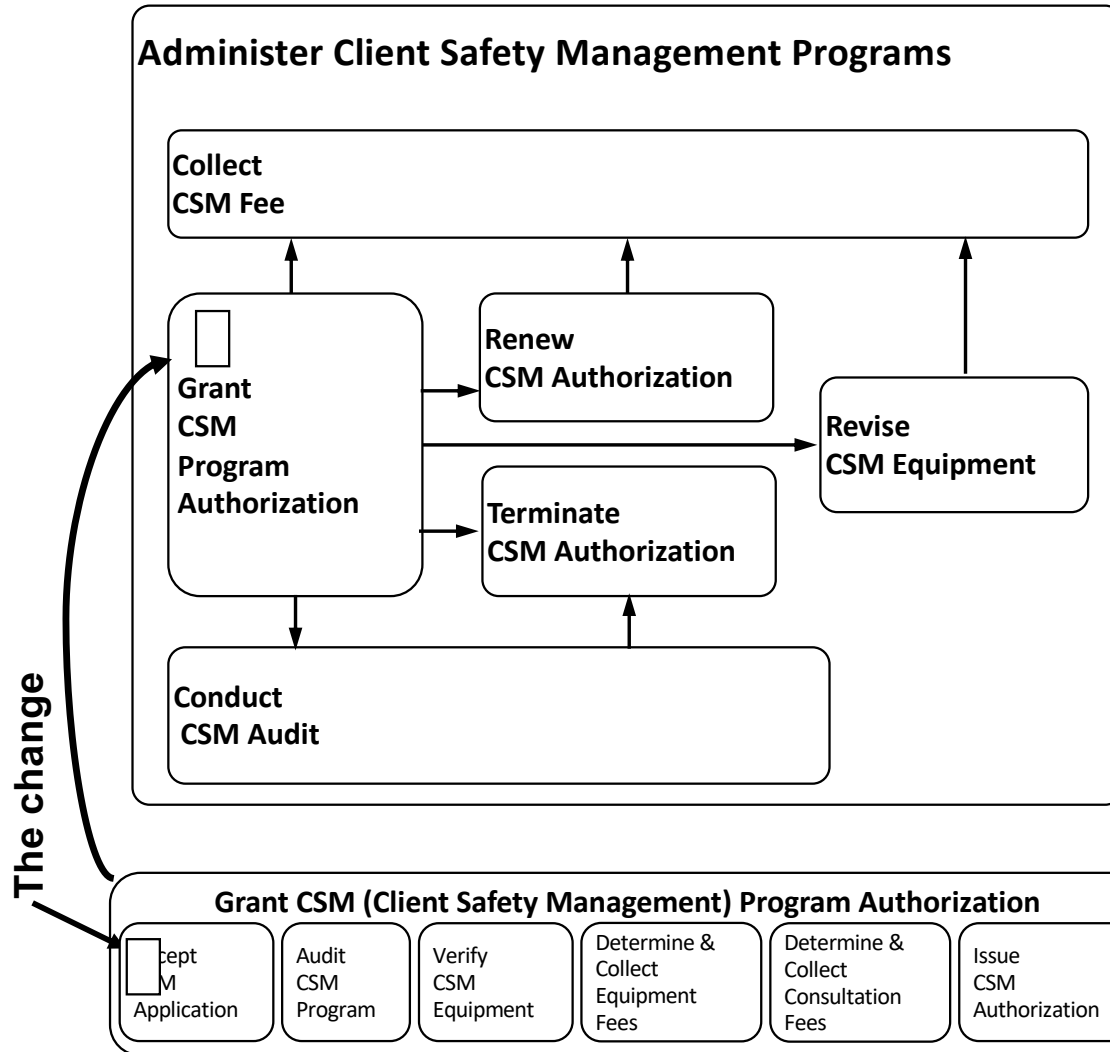 Administer Client Safety Management Programs
Collect
CSM Fee
Grant
CSM
Program
Authorization
Renew
CSM Authorization
Revise
CSM Equipment
Terminate
CSM Authorization
Conduct
CSM Audit
The change
Grant CSM (Client Safety Management) Program Authorization
cept
M
Application
Audit
CSM
Program
Verify
CSM
Equipment
Determine &
Collect
Equipment
Fees
Determine &
Collect
Consultation
Fees
Issue
CSM
Authorization